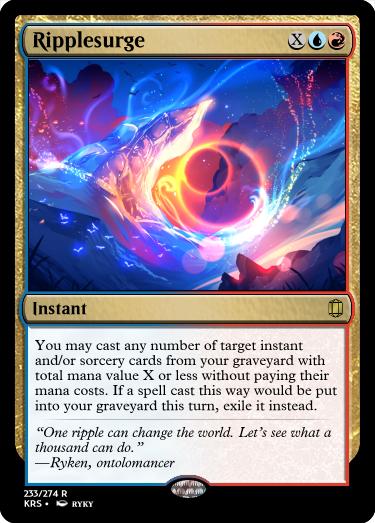 Ripplesurge X
Instant
You may cast any number of target instant
and/or sorcery cards from your graveyard with
total mana value X or less without paying their
mana costs. If a spell cast this way would be put
into your graveyard this turn, exile it instead.
“One ripple can change the world. Let's see what a
thousand can do.”
—Ryken, ontolomancer
233/274 R
KRS • RYKY